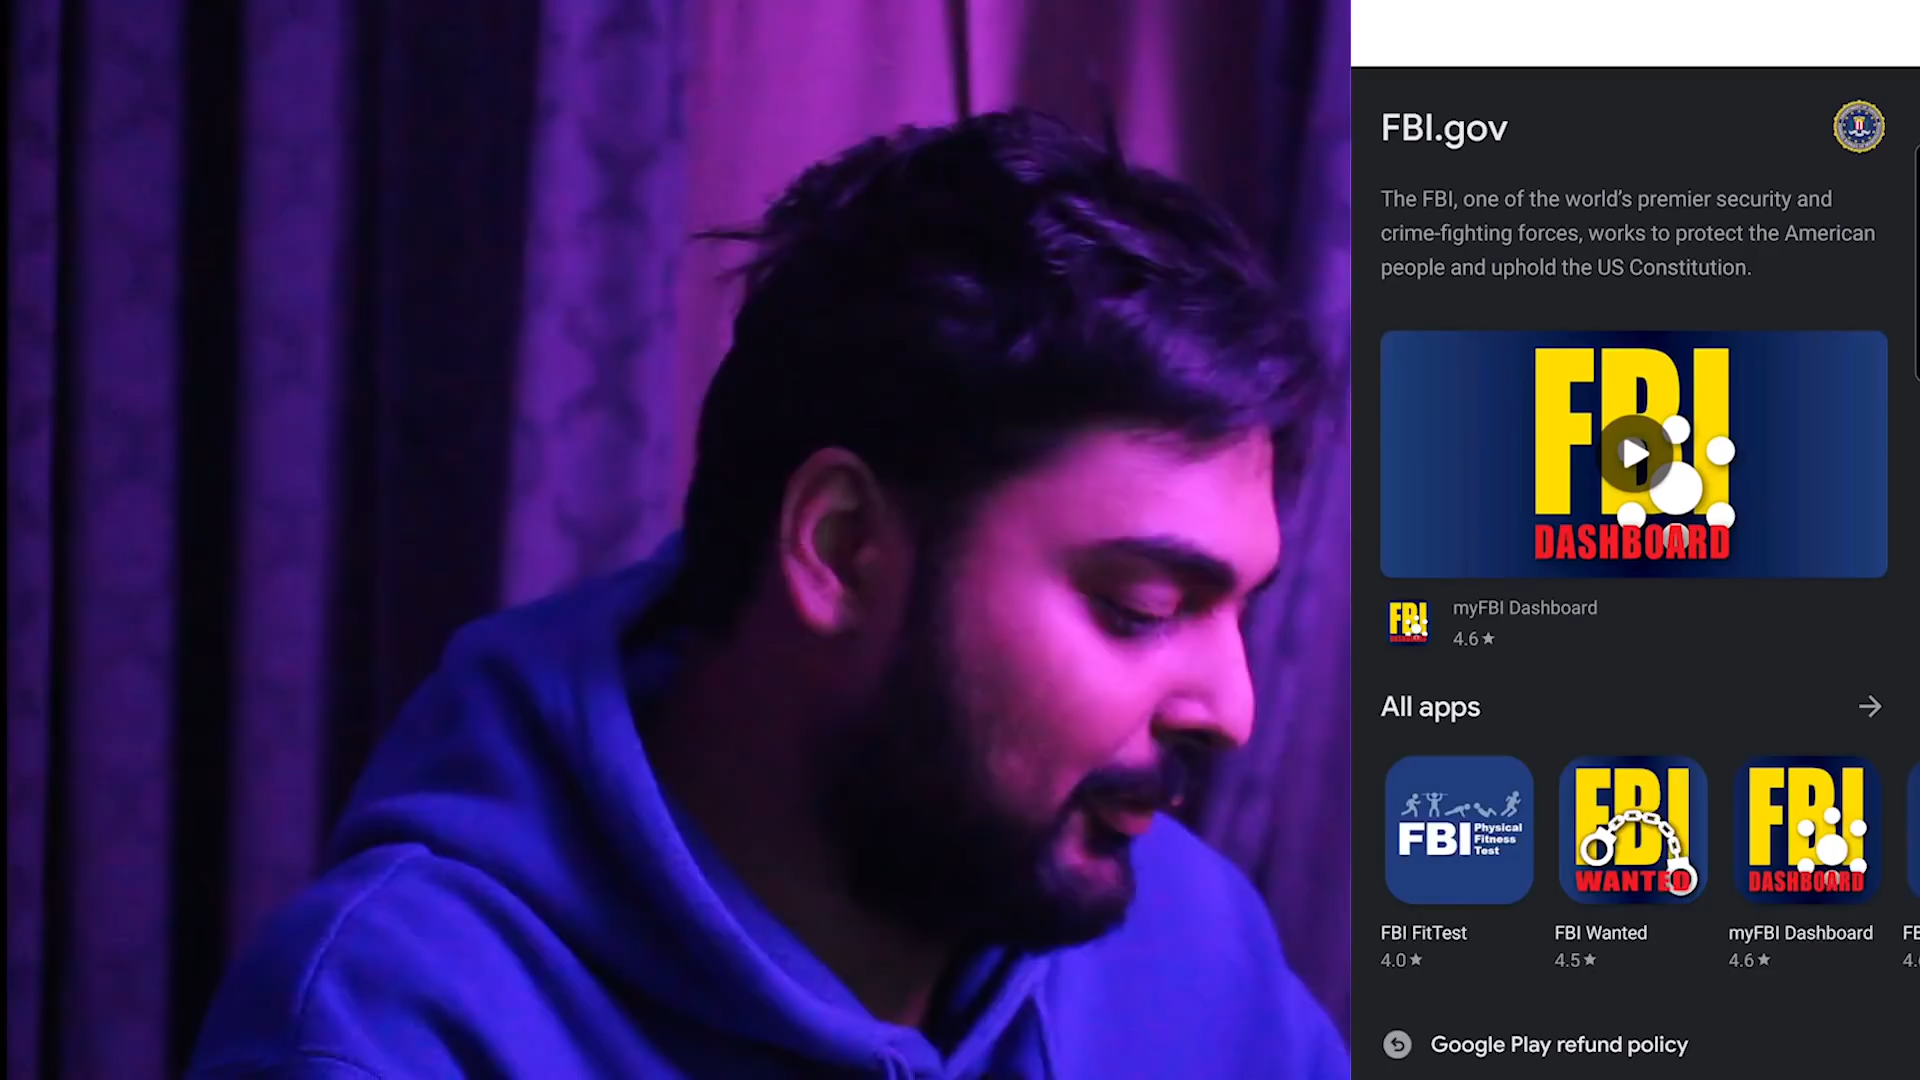 FBI.gov
The FBI, one of the world's premier security and
crime-fighting forces, works to protect the American
people and uphold the US Constitution.
FBI
DASHBOARD
FBI
DASHBOARD
myFBI Dashboard
4.6★
All apps
FBI Physical
Fitness
Test
FBI
WANTED
FBI
DASHBOARD
FBI FitTest
FBI Wanted
myFBI Dashboard
4.0★
4.5★
4.6★
Google Play refund policy